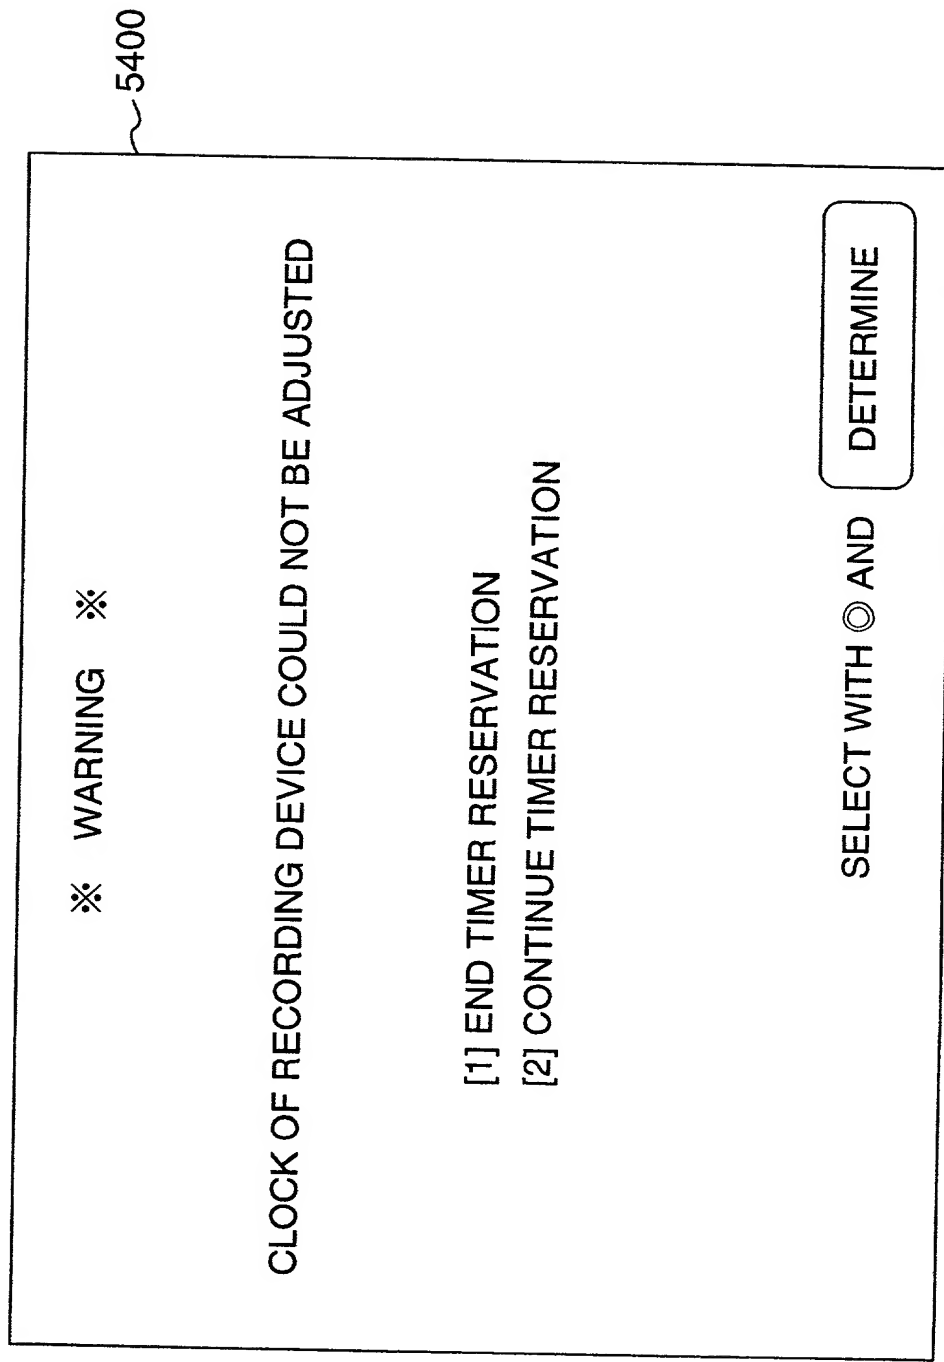 5400
※ WARNING ※
CLOCK OF RECORDING DEVICE COULD NOT BE ADJUSTED
[1] END TIMER RESERVATION
[2] CONTINUE TIMER RESERVATION
SELECT WITH ◎ AND DETERMINE